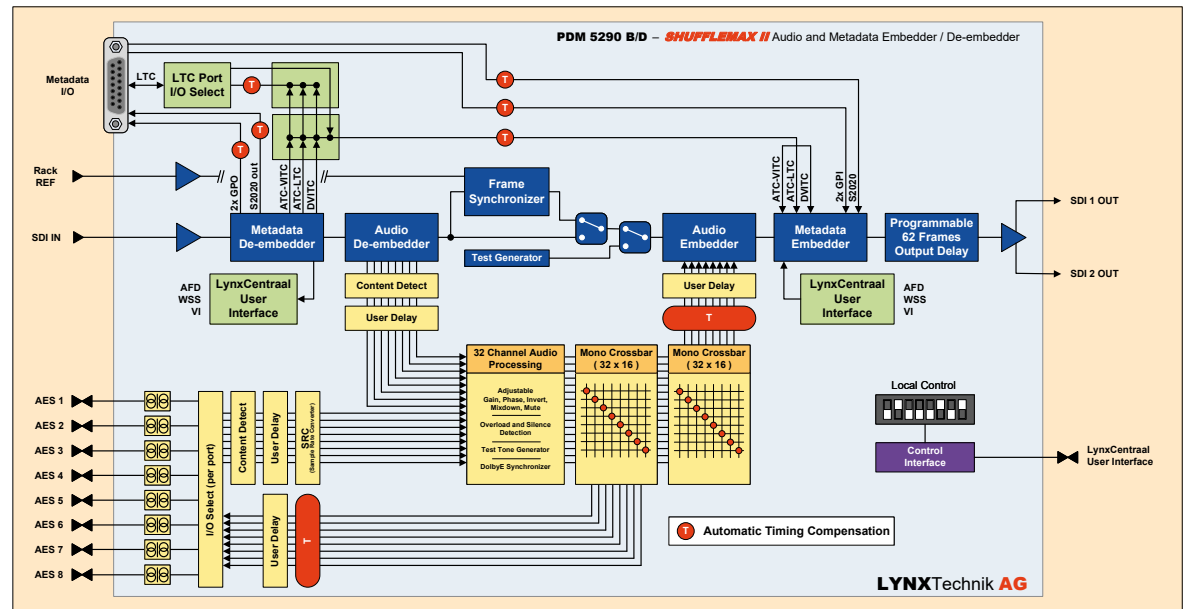 PDM 5290 B/D – SHUFFLEMAX II Audio and Metadata Embedder / De-embedder
Metadata
I/O
LTC
LTC Port
I/O Select
T
T
T
T
T
T
Rack
REF
2x GPO
S2020 out
ATC-VITC
ATC-LTC
DVITC
Frame
Synchronizer
ATC-VITC
ATC-LTC
DVITC
2x GPI
S2020
SDI IN
Metadata
De-embedder
Audio
De-embedder
Test Generator
Audio
Embedder
Metadata
Embedder
Programmable
62 Frames
Output Delay
SDI 1 OUT
SDI 2 OUT
AFD
WSS
VI
LynxCentraal
User
Interface
Content Detect
User Delay
User Delay
T
LynxCentraal
User
Interface
AFD
WSS
VI
32 Channel Audio
Processing
Adjustable
Gain, Phase, Invert,
Mixdown, Mute
Overload and Silence
Detection
Test Tone Generator
DolbyE Synchronizer
Mono Crossbar
( 32 x 16 )
Mono Crossbar
( 32 x 16 )
Local Control
Control
Interface
LynxCentraal
User Interface
AES 1
AES 2
AES 3
AES 4
AES 5
AES 6
AES 7
AES 8
I/O Select (per port)
Content Detect
User Delay
SRC
(Sample Rate Converter)
User Delay
T
T Automatic Timing Compensation
LYNXTechnik AG